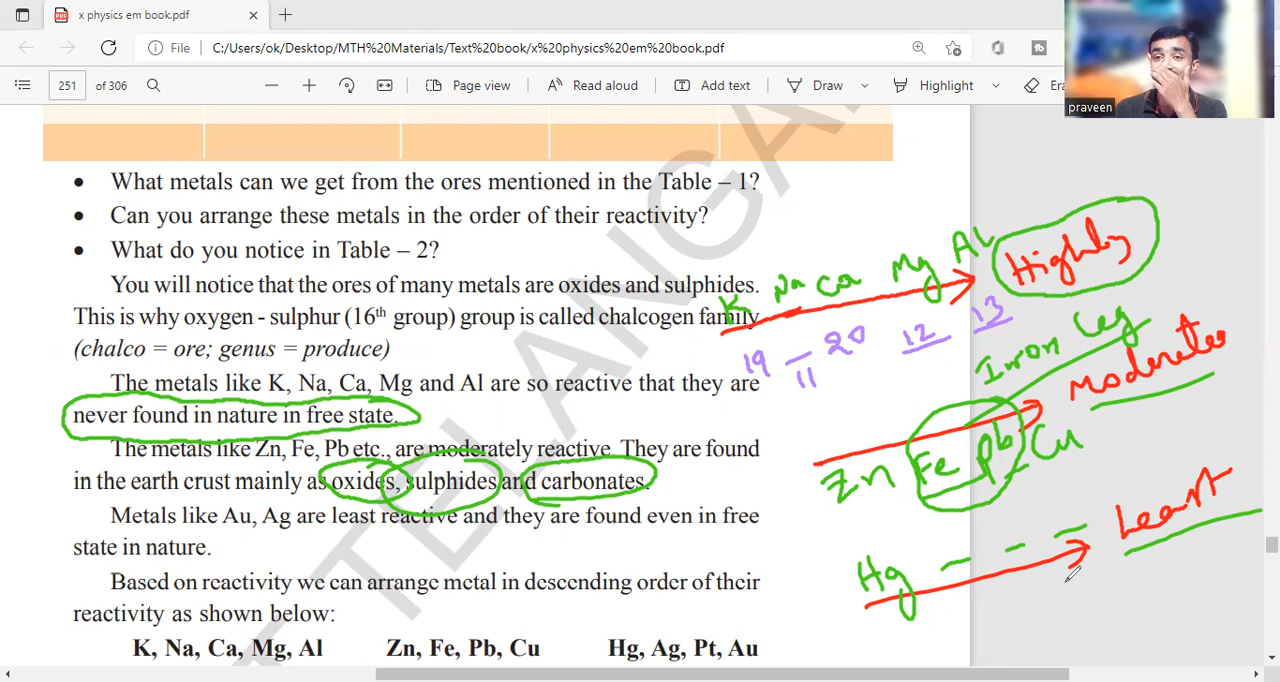 x physics em book.pdf
File C:/Users/ok/Desktop/MTH%20Materials/Text%20book/x%20physics%20em%20book.pdf
251 of 306 Page view Read aloud Add text Draw Highlight Era
praveen
• What metals can we get from the ores mentioned in the Table – 1?
• Can you arrange these metals in the order of their reactivity?
• What do you notice in Table – 2?
You will notice that the ores of many metals are oxides and sulphides.
This is why oxygen - sulphur (16th group) group is called chalcogen family
(chalco = ore; genus = produce)
The metals like K, Na, Ca, Mg and Al are so reactive that they are
never found in nature in free state.
The metals like Zn, Fe, Pb etc., are moderately reactive. They are found
in the earth crust mainly as oxides, sulphides and carbonates.
Metals like Au, Ag are least reactive and they are found even in free
state in nature.
Based on reactivity we can arrange metal in descending order of their
reactivity as shown below:
K, Na, Ca, Mg, Al Zn, Fe, Pb, Cu Hg, Ag, Pt, Au
K Na Ca Mg Al Highly
19 11 20 12 13
Iron Leg
Moderates
Zn Fe Pb Cu
Hg – – – Least
TELANGA